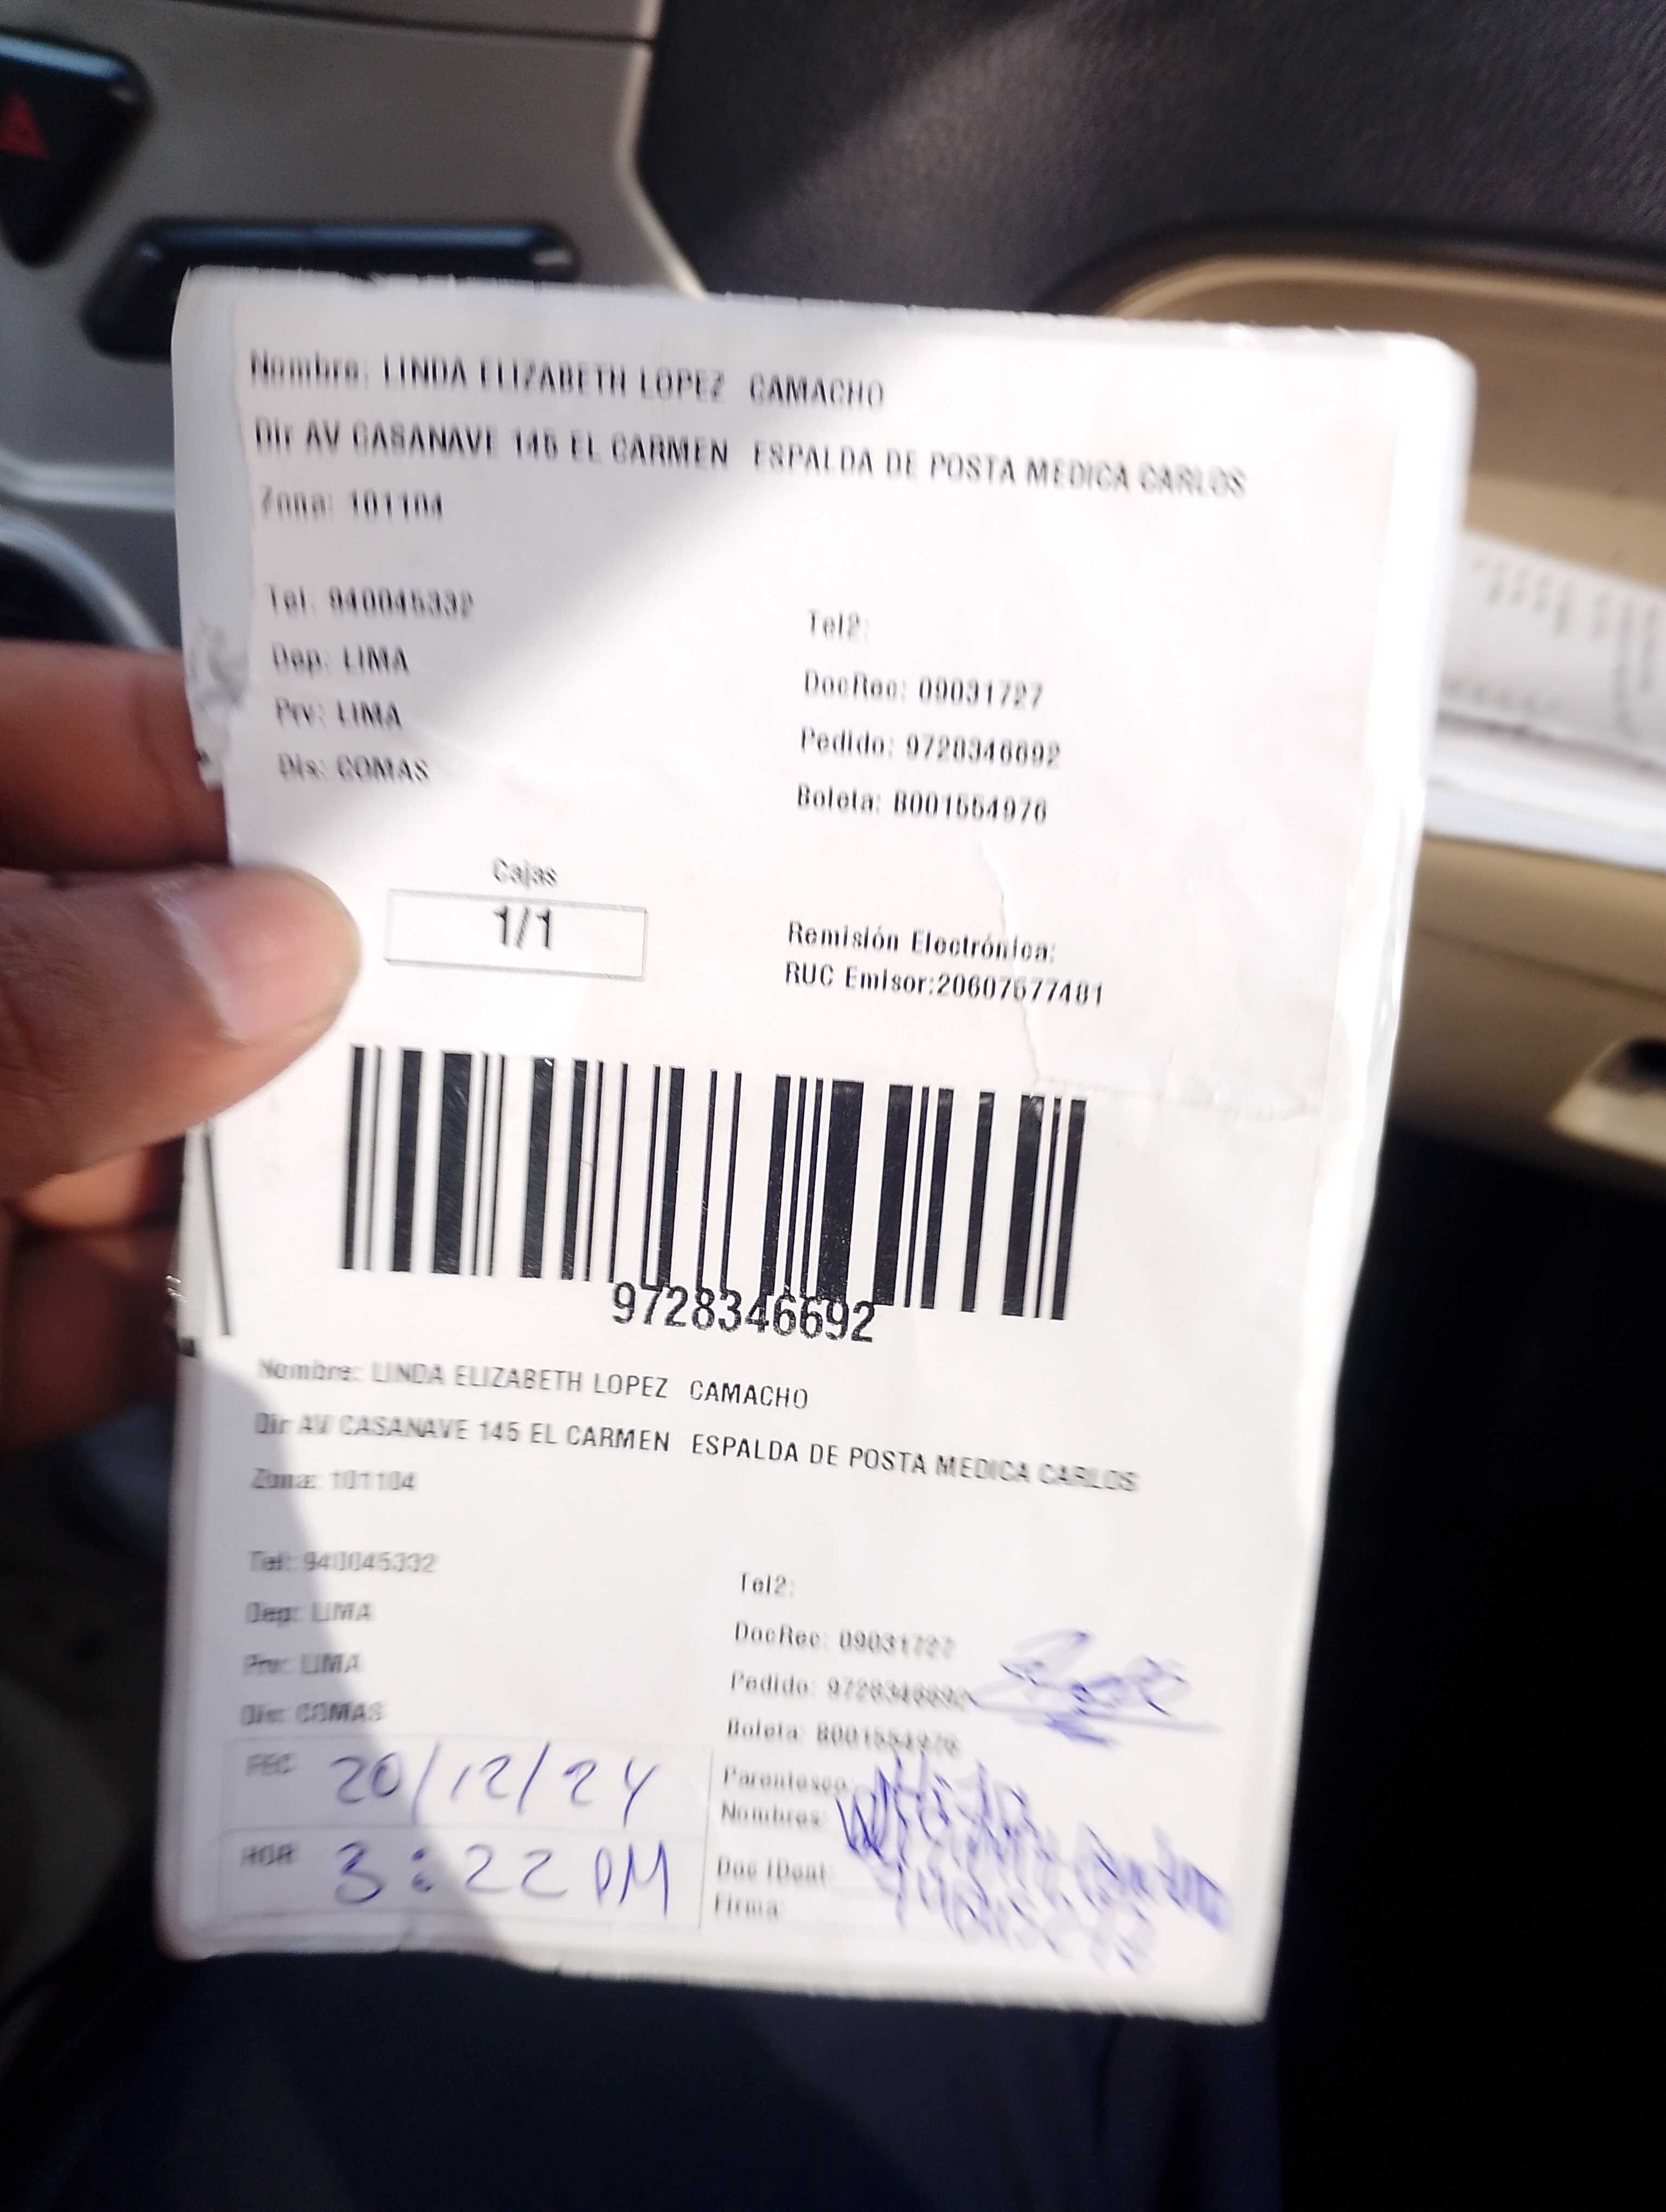 Nombre: LINDA ELIZABETH LOPEZ CAMACHO
Dir AV CASANAVE 145 EL CARMEN ESPALDA DE POSTA MEDICA CARLOS
Zona: 101104
Tel: 940045332
Tel2:
Dep: LIMA
DocRec: 09031727
Prv: LIMA
Pedido: 9728346692
Dis: COMAS
Boleta: B001554976
Cajas
1/1
Remisión Electrónica:
RUC Emisor:20607677481
9728346692
Nombre: LINDA ELIZABETH LOPEZ CAMACHO
Dir AV CASANAVE 145 EL CARMEN ESPALDA DE POSTA MEDICA CARLOS
Zona: 101104
Tel: 940045332
Tel2:
Dep: LIMA
DocRec: 09031727
Prv: LIMA
Pedido: 9728346692
Dis: COMAS
Boleta: B001554976
FEC 20/12/24
Parentesco:
Nombres:
HOR 3:22 PM
Doc IDent:
Firma: